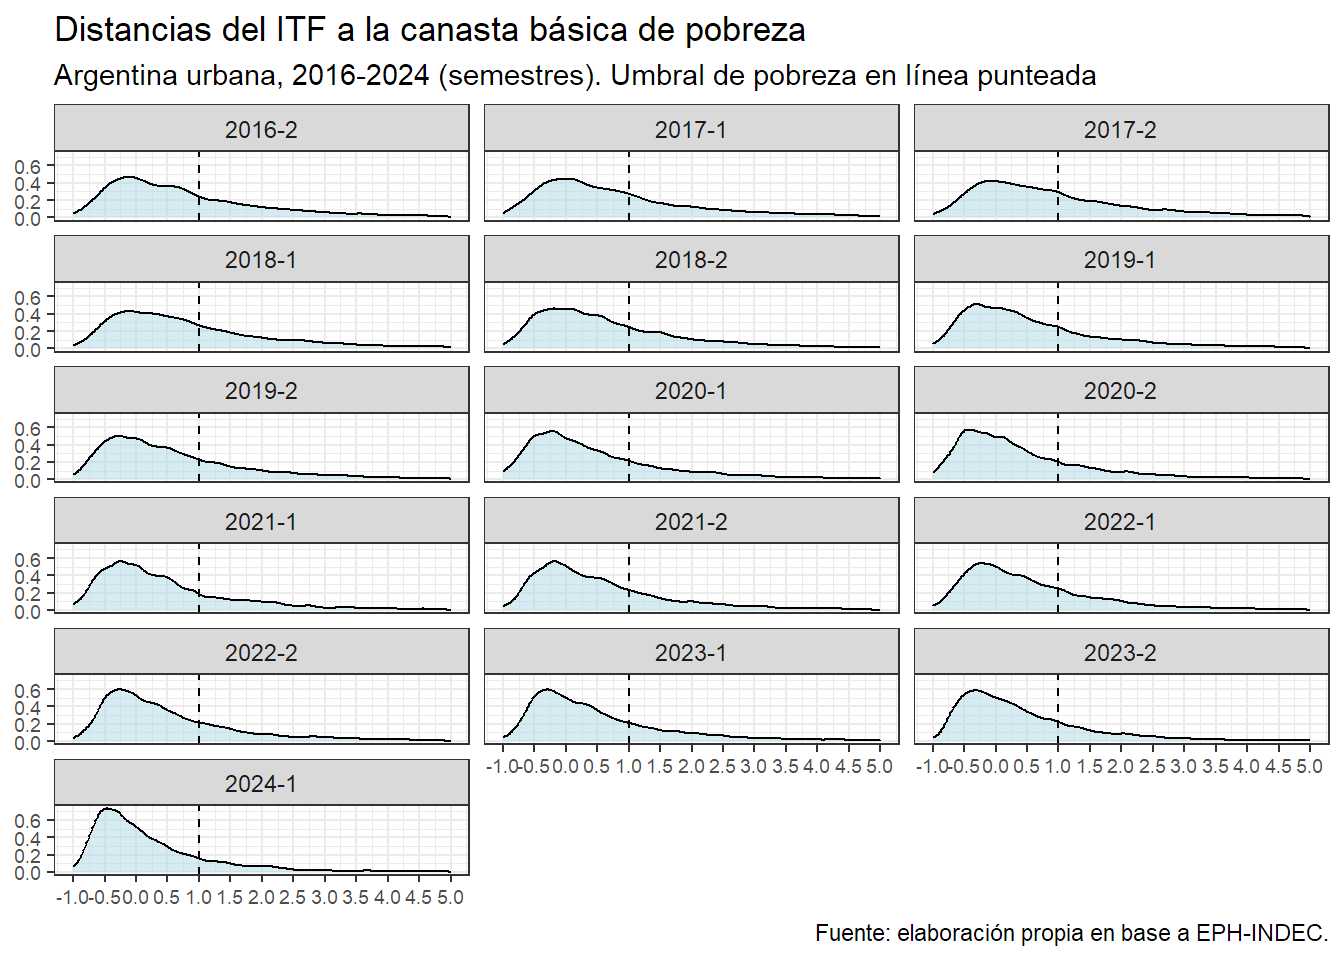 Distancias del ITF a la canasta básica de pobreza
Argentina urbana, 2016-2024 (semestres). Umbral de pobreza en línea punteada
2016-2 2017-1 2017-2
0.6
0.4
0.2
0.0
2018-1 2018-2 2019-1
0.6
0.4
0.2
0.0
2019-2 2020-1 2020-2
0.6
0.4
0.2
0.0
2021-1 2021-2 2022-1
0.6
0.4
0.2
0.0
2022-2 2023-1 2023-2
0.6
0.4
0.2
0.0
-1.0 -0.5 0.0 0.5 1.0 1.5 2.0 2.5 3.0 3.5 4.0 4.5 5.0 -1.0 -0.5 0.0 0.5 1.0 1.5 2.0 2.5 3.0 3.5 4.0 4.5 5.0
2024-1
0.6
0.4
0.2
0.0
-1.0 -0.5 0.0 0.5 1.0 1.5 2.0 2.5 3.0 3.5 4.0 4.5 5.0
Fuente: elaboración propia en base a EPH-INDEC.